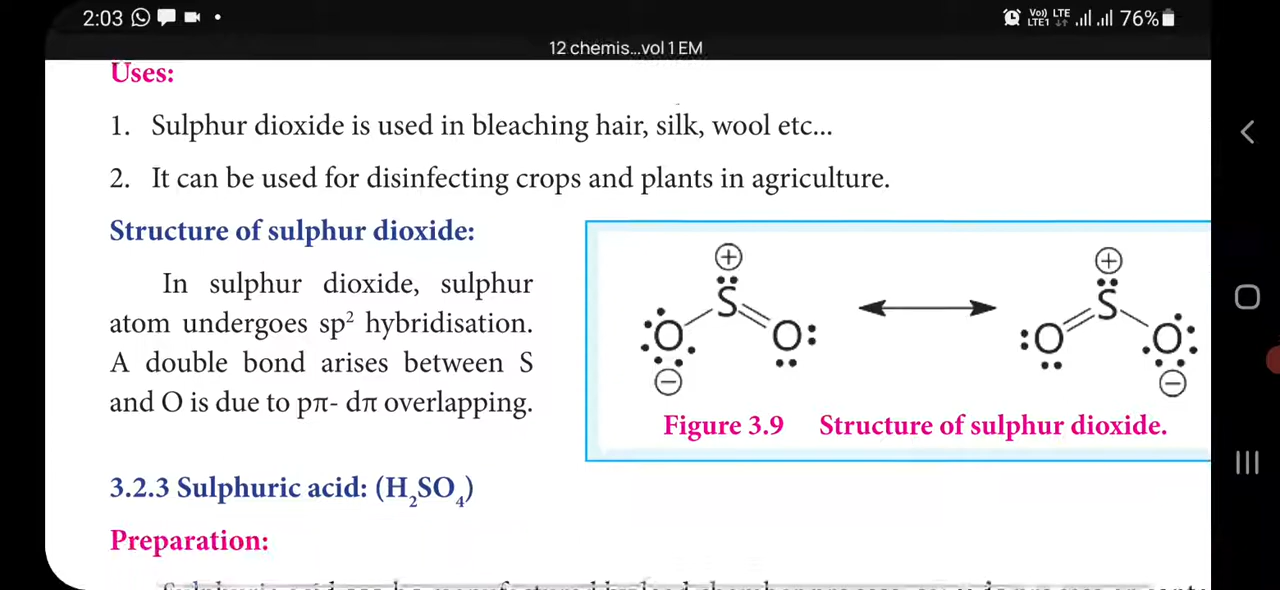 2:03
Vo)) LTE
LTE1
76%
12 chemis...vol 1 EM
Uses:
1. Sulphur dioxide is used in bleaching hair, silk, wool etc...
2. It can be used for disinfecting crops and plants in agriculture.
Structure of sulphur dioxide:
In sulphur dioxide, sulphur
atom undergoes sp² hybridisation.
A double bond arises between S
and O is due to pπ- dπ overlapping.
+ +
S S
O O: :O O:
− −
Figure 3.9 Structure of sulphur dioxide.
3.2.3 Sulphuric acid: (H₂SO₄)
Preparation: